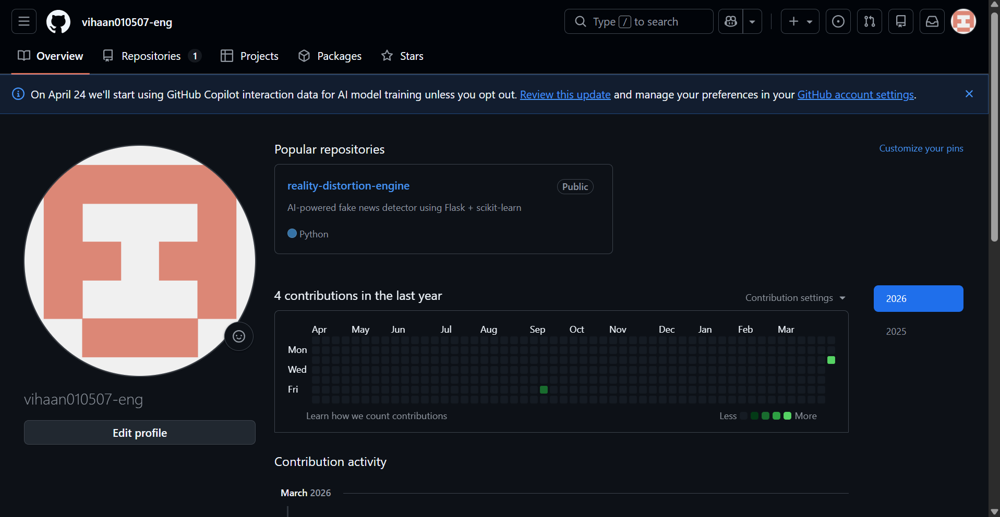 vihaan010507-eng
Type / to search
Overview
Repositories 1
Projects
Packages
Stars
On April 24 we'll start using GitHub Copilot interaction data for AI model training unless you opt out. Review this update and manage your preferences in your GitHub account settings.
Popular repositories
Customize your pins
reality-distortion-engine
Public
AI-powered fake news detector using Flask + scikit-learn
Python
4 contributions in the last year
Contribution settings
2026
2025
Apr May Jun Jul Aug Sep Oct Nov Dec Jan Feb Mar
Mon
Wed
Fri
Learn how we count contributions
Less More
vihaan010507-eng
Edit profile
Contribution activity
March 2026